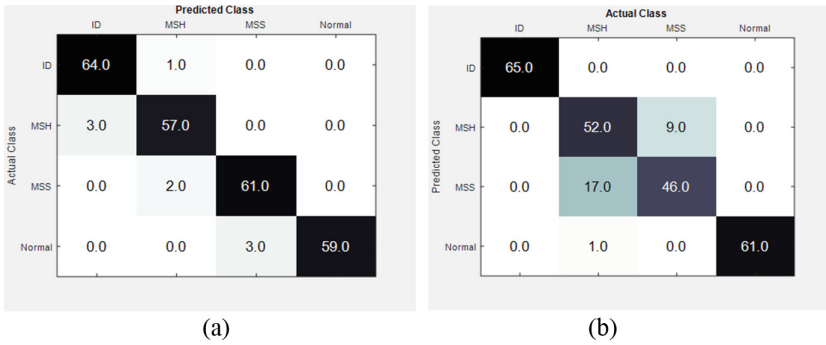 Predicted Class
ID MSH MSS Normal
ID 64.0 1.0 0.0 0.0
MSH 3.0 57.0 0.0 0.0
MSS 0.0 2.0 61.0 0.0
Normal 0.0 0.0 3.0 59.0
Actual Class
(a)
Actual Class
ID MSH MSS Normal
ID 65.0 0.0 0.0 0.0
MSH 0.0 52.0 9.0 0.0
MSS 0.0 17.0 46.0 0.0
Normal 0.0 1.0 0.0 61.0
Predicted Class
(b)